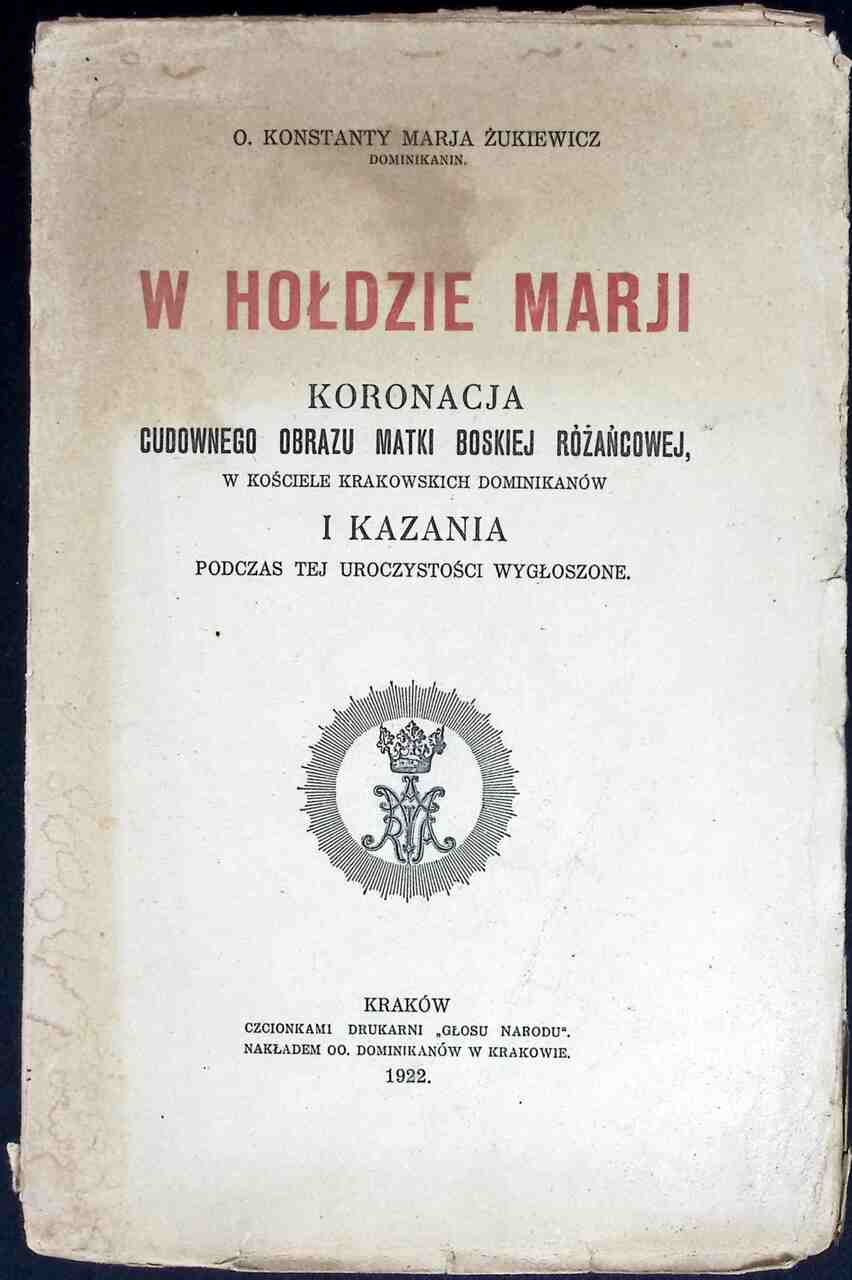 O. KONSTANTY MARJA ŻUKIEWICZ
DOMINIKANIN.
W HOŁDZIE MARJI
KORONACJA
CUDOWNEGO OBRAZU MATKI BOSKIEJ RÓŻAŃCOWEJ,
W KOŚCIELE KRAKOWSKICH DOMINIKANÓW
I KAZANIA
PODCZAS TEJ UROCZYSTOŚCI WYGŁOSZONE.
KRAKÓW
CZCIONKAMI DRUKARNI „GŁOSU NARODU“.
NAKŁADEM OO. DOMINIKANÓW W KRAKOWIE.
1922.